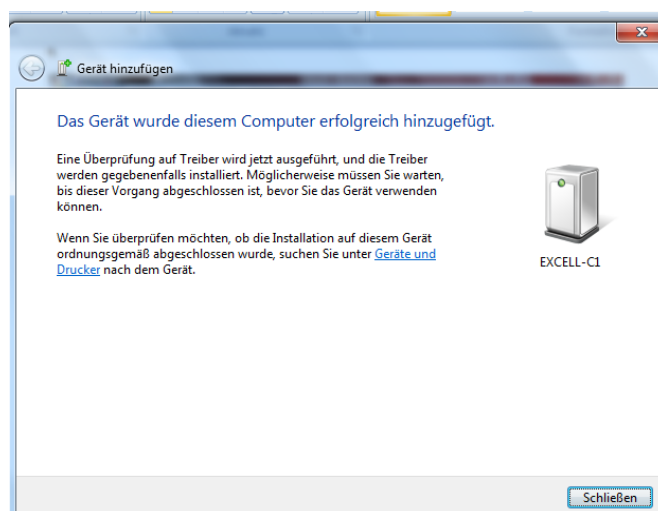 Gerät hinzufügen
Das Gerät wurde diesem Computer erfolgreich hinzugefügt.
Eine Überprüfung auf Treiber wird jetzt ausgeführt, und die Treiber
werden gegebenenfalls installiert. Möglicherweise müssen Sie warten,
bis dieser Vorgang abgeschlossen ist, bevor Sie das Gerät verwenden
können.
Wenn Sie überprüfen möchten, ob die Installation auf diesem Gerät
ordnungsgemäß abgeschlossen wurde, suchen Sie unter Geräte und
Drucker nach dem Gerät.
EXCELL-C1
Schließen